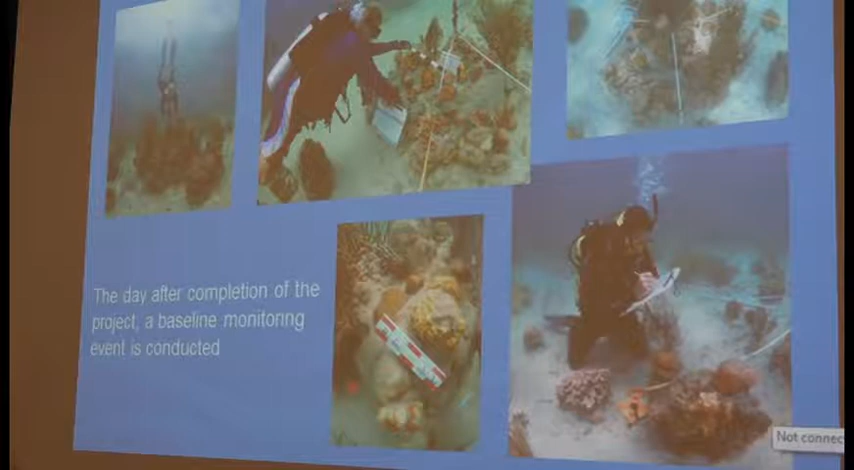 The day after completion of the
project, a baseline monitoring
event is conducted
Not connec